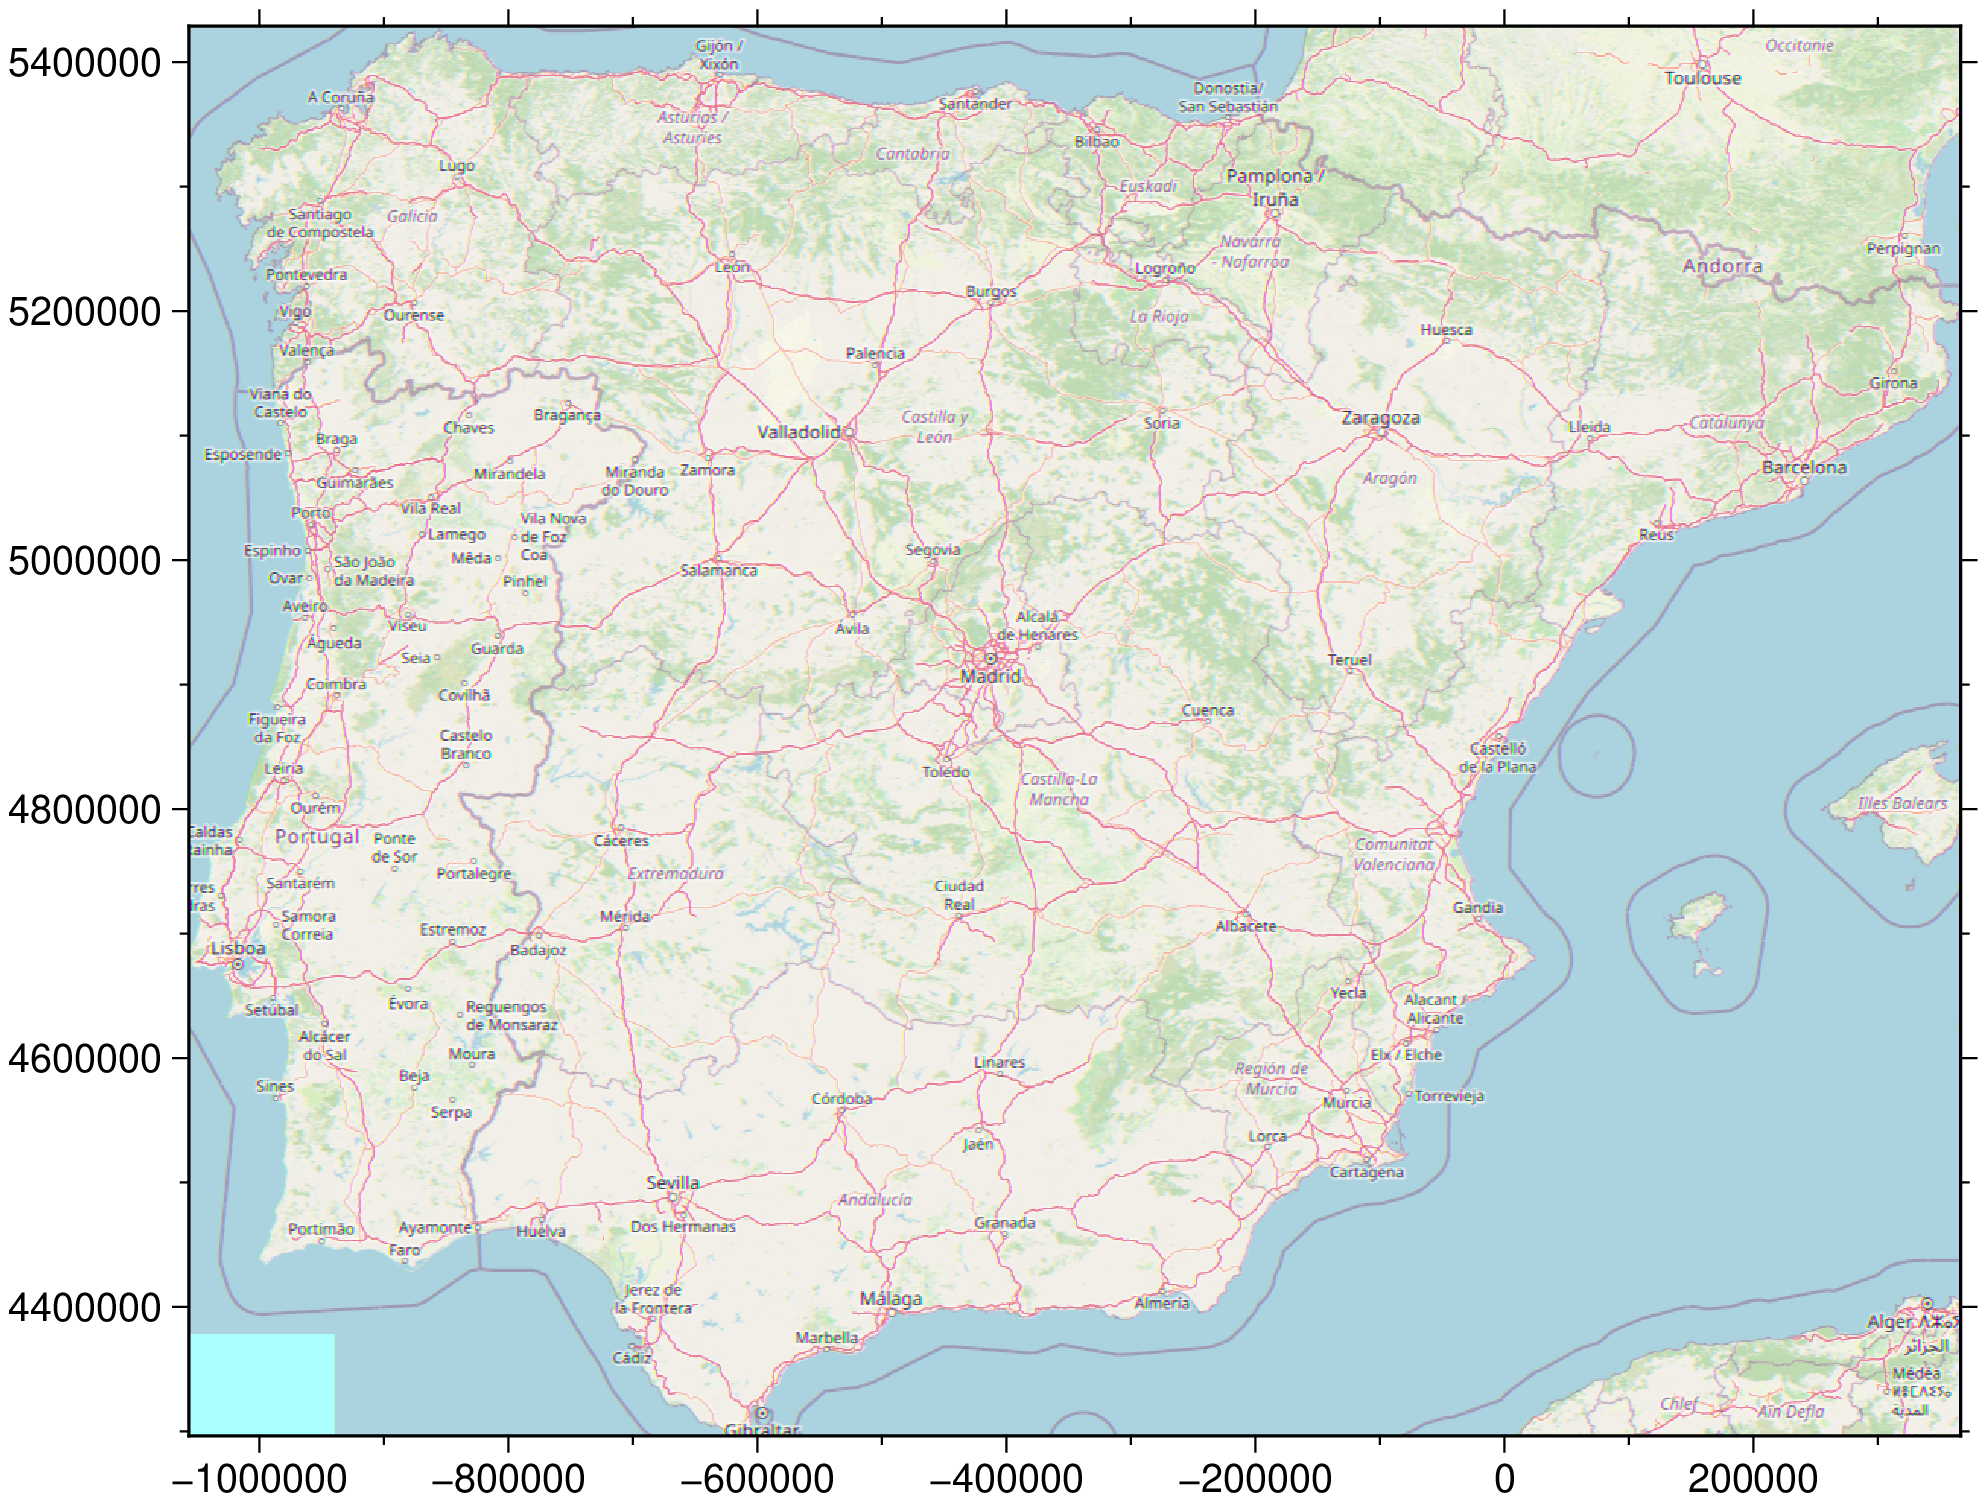 5400000
5200000
5000000
4800000
4600000
4400000
−1000000
−800000
−600000
−400000
−200000
0
200000
Gijón /
Xixón
Occitanie
Toulouse
A Coruña
Santander
Donostia/
San Sebastián
Asturias /
Asturies
Bilbao
Cantabria
Lugo
Euskadi
Pamplona /
Iruña
Santiago
de Compostela
Galicia
Navarra
- Nafarroa
Perpignan
Andorra
Pontevedra
León
Logroño
Burgos
Vigo
Ourense
La Rioja
Huesca
Valença
Palencia
Girona
Viana do
Castelo
Bragança
Chaves
Castilla y
León
Valladolid
Soria
Zaragoza
Lleida
Catalunya
Braga
Esposende
Guimarães
Mirandela
Miranda
do Douro
Zamora
Aragón
Barcelona
Vila Real
Porto
Lamego
Vila Nova
de Foz
Coa
Reus
Espinho
São João
da Madeira
Mêda
Segovia
Ovar
Pinhel
Salamanca
Aveiro
Viseu
Ávila
Alcalá
de Henares
Águeda
Seia
Guarda
Teruel
Madrid
Coimbra
Covilhã
Cuenca
Figueira
da Foz
Castelo
Branco
Castelló
de la Plana
Leiria
Toledo
Castilla-La
Mancha
Ourém
Illes Balears
Caldas
ainha
Portugal
Ponte
de Sor
Cáceres
Comunitat
Valenciana
Santarém
Portalegre
Extremadura
rres
dras
Ciudad
Real
Samora
Correia
Estremoz
Mérida
Albacete
Gandia
Lisboa
Badajoz
Setúbal
Évora
Reguengos
de Monsaraz
Yecla
Alacant /
Alicante
Alcácer
do Sal
Moura
Linares
Elx / Elche
Sines
Beja
Región de
Murcia
Serpa
Córdoba
Murcia
Torrevieja
Jaén
Lorca
Cartagena
Sevilla
Andalucía
Portimão
Ayamonte
Huelva
Dos Hermanas
Granada
Faro
Jerez de
la Frontera
Málaga
Almería
Alger ⴷⵣⴰⵢ
الجزائر
Marbella
Cádiz
Médéa
المدية
Chlef
Aïn Defla
Gibraltar